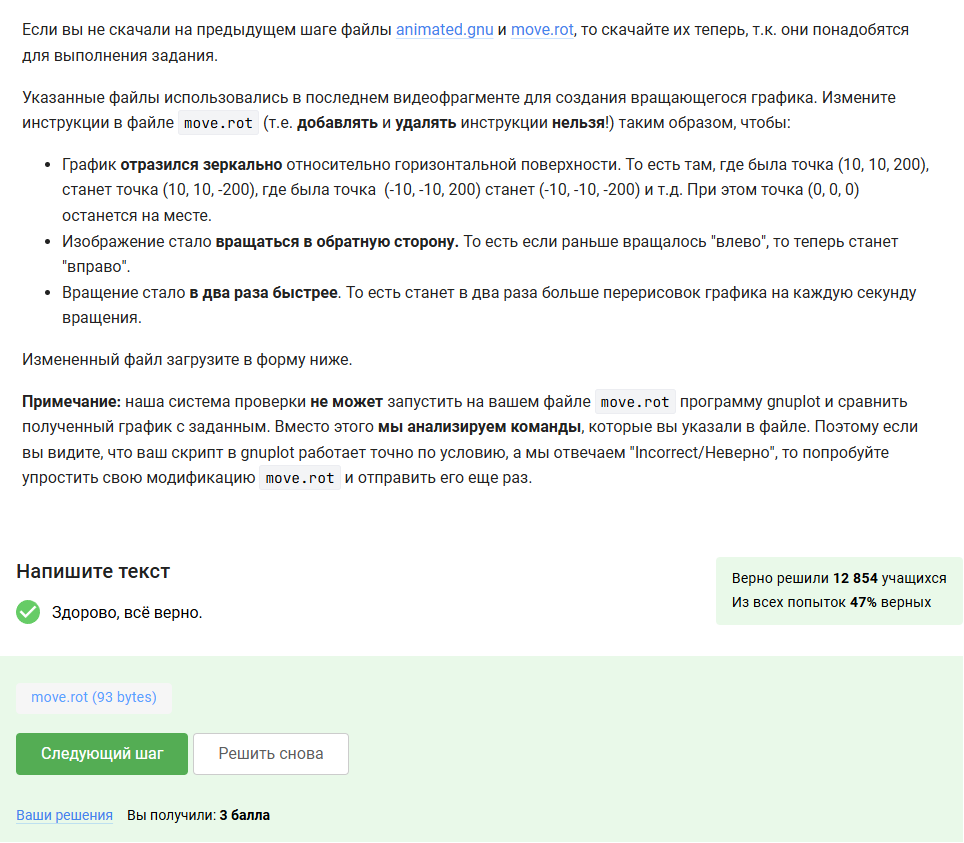 Если вы не скачали на предыдущем шаге файлы animated.gnu и move.rot, то скачайте их теперь, т.к. они понадобятся
для выполнения задания.
Указанные файлы использовались в последнем видеофрагменте для создания вращающегося графика. Измените
инструкции в файле move.rot (т.е. добавлять и удалять инструкции нельзя!) таким образом, чтобы:
• График отразился зеркально относительно горизонтальной поверхности. То есть там, где была точка (10, 10, 200),
станет точка (10, 10, -200), где была точка (-10, -10, 200) станет (-10, -10, -200) и т.д. При этом точка (0, 0, 0)
останется на месте.
• Изображение стало вращаться в обратную сторону. То есть если раньше вращалось "влево", то теперь станет
"вправо".
• Вращение стало в два раза быстрее. То есть станет в два раза больше перерисовок графика на каждую секунду
вращения.
Измененный файл загрузите в форму ниже.
Примечание: наша система проверки не может запустить на вашем файле move.rot программу gnuplot и сравнить
полученный график с заданным. Вместо этого мы анализируем команды, которые вы указали в файле. Поэтому если
вы видите, что ваш скрипт в gnuplot работает точно по условию, а мы отвечаем "Incorrect/Неверно", то попробуйте
упростить свою модификацию move.rot и отправить его еще раз.
Напишите текст
Здорово, всё верно.
Верно решили 12 854 учащихся
Из всех попыток 47% верных
move.rot (93 bytes)
Следующий шаг
Решить снова
Ваши решения Вы получили: 3 балла